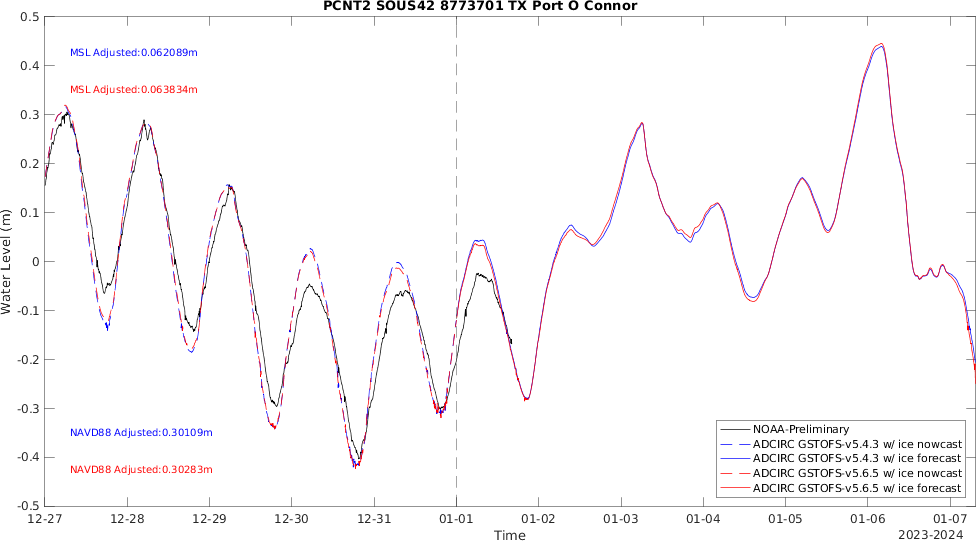 PCNT2 SOUS42 8773701 TX Port O Connor
0.5
0.4
0.3
0.2
0.1
0
-0.1
-0.2
-0.3
-0.4
-0.5
Water Level (m)
MSL Adjusted:0.062089m
MSL Adjusted:0.063834m
NAVD88 Adjusted:0.30109m
NAVD88 Adjusted:0.30283m
NOAA-Preliminary
ADCIRC GSTOFS-v5.4.3 w/ ice nowcast
ADCIRC GSTOFS-v5.4.3 w/ ice forecast
ADCIRC GSTOFS-v5.6.5 w/ ice nowcast
ADCIRC GSTOFS-v5.6.5 w/ ice forecast
12-27 12-28 12-29 12-30 12-31 01-01 01-02 01-03 01-04 01-05 01-06 01-07
2023-2024
Time